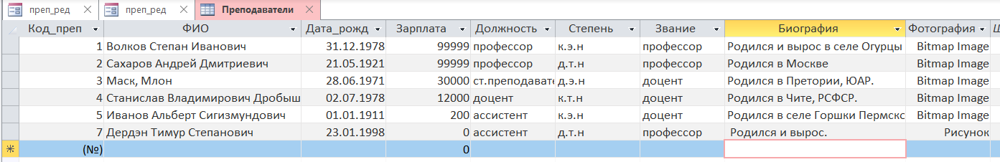 преп_ред преп_ред Преподаватели
Код_преп ФИО Дата_рожд Зарплата Должность Степень Звание Биография Фотография
1 Волков Степан Иванович 31.12.1978 99999 профессор к.э.н профессор Родился и вырос в селе Огурцы Bitmap Image
2 Сахаров Андрей Дмитриевич 21.05.1921 99999 профессор д.т.н профессор Родился в Москве Bitmap Image
3 Маск, Млон 28.06.1971 30000 ст.преподавате д.э.н доцент Родился в Претории, ЮАР. Bitmap Image
4 Станислав Владимирович Дробыш 02.07.1978 12000 доцент к.т.н доцент Родился в Чите, РСФСР. Bitmap Image
5 Иванов Альберт Сигизмундович 01.01.1911 200 ассистент к.э.н доцент Родился в селе Горшки Пермско Bitmap Image
7 Дердэн Тимур Степанович 23.01.1998 0 ассистент д.т.н профессор Родился и вырос. Рисунок
(№) 0